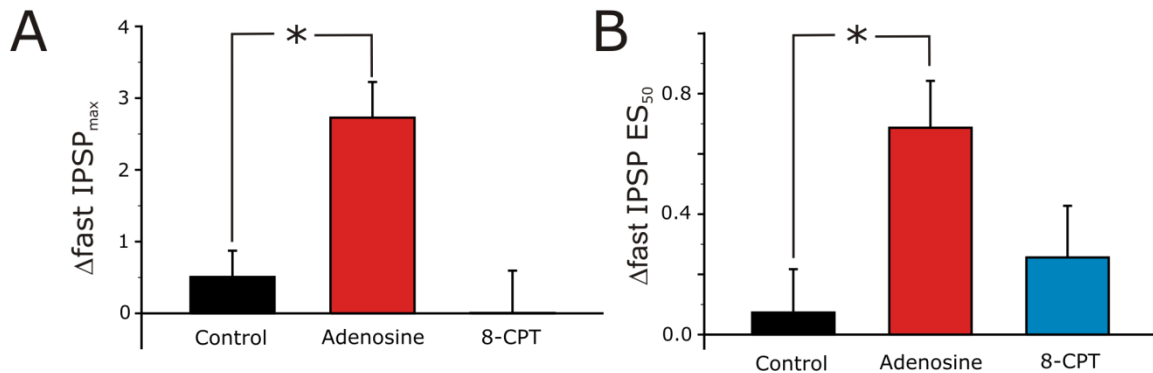 A
Δfast IPSPmax
4
3
2
1
0
*
Control Adenosine 8-CPT
B
Δfast IPSP ES50
0.8
0.4
0.0
*
Control Adenosine 8-CPT